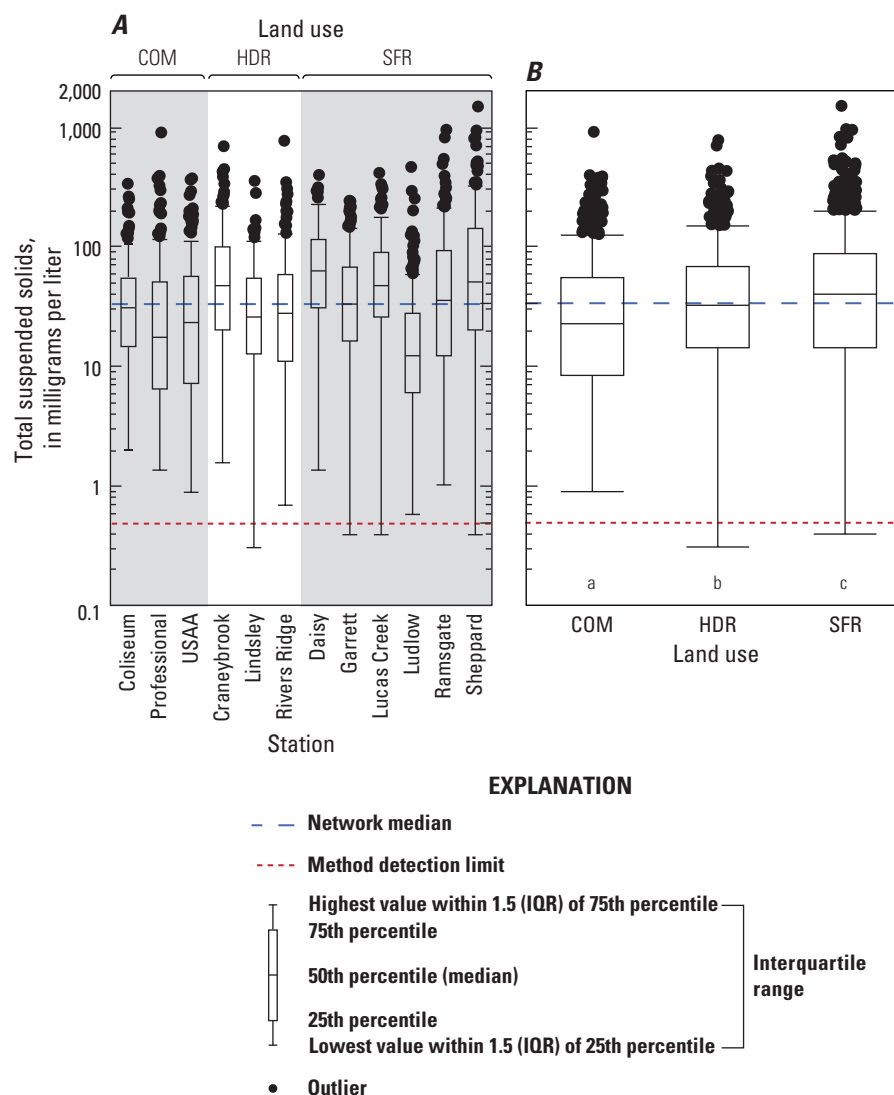 A
Land use
COM HDR SFR
B
Total suspended solids,
in milligrams per liter
2,000
1,000
100
10
1
0.1
Coliseum
Professional
USAA
Craneybrook
Lindsley
Rivers Ridge
Daisy
Garrett
Lucas Creek
Ludlow
Ramsgate
Sheppard
Station
a b c
COM HDR SFR
Land use
EXPLANATION
Network median
Method detection limit
Highest value within 1.5 (IQR) of 75th percentile
75th percentile
50th percentile (median)
25th percentile
Lowest value within 1.5 (IQR) of 25th percentile
Interquartile
range
Outlier